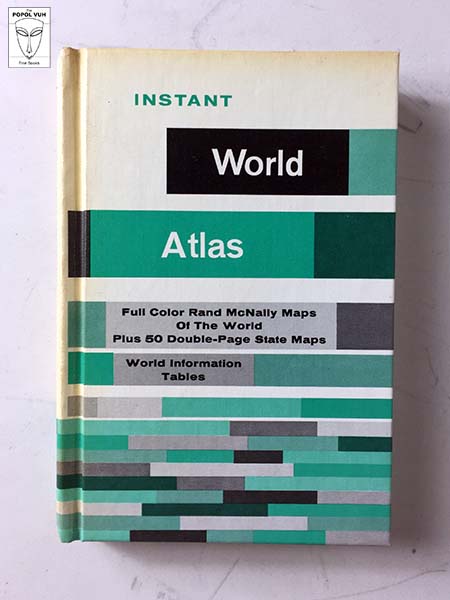 The
POPOL VUH
Fine Books
INSTANT
World
Atlas
Full Color Rand McNally Maps
Of The World
Plus 50 Double-Page State Maps
World Information
Tables